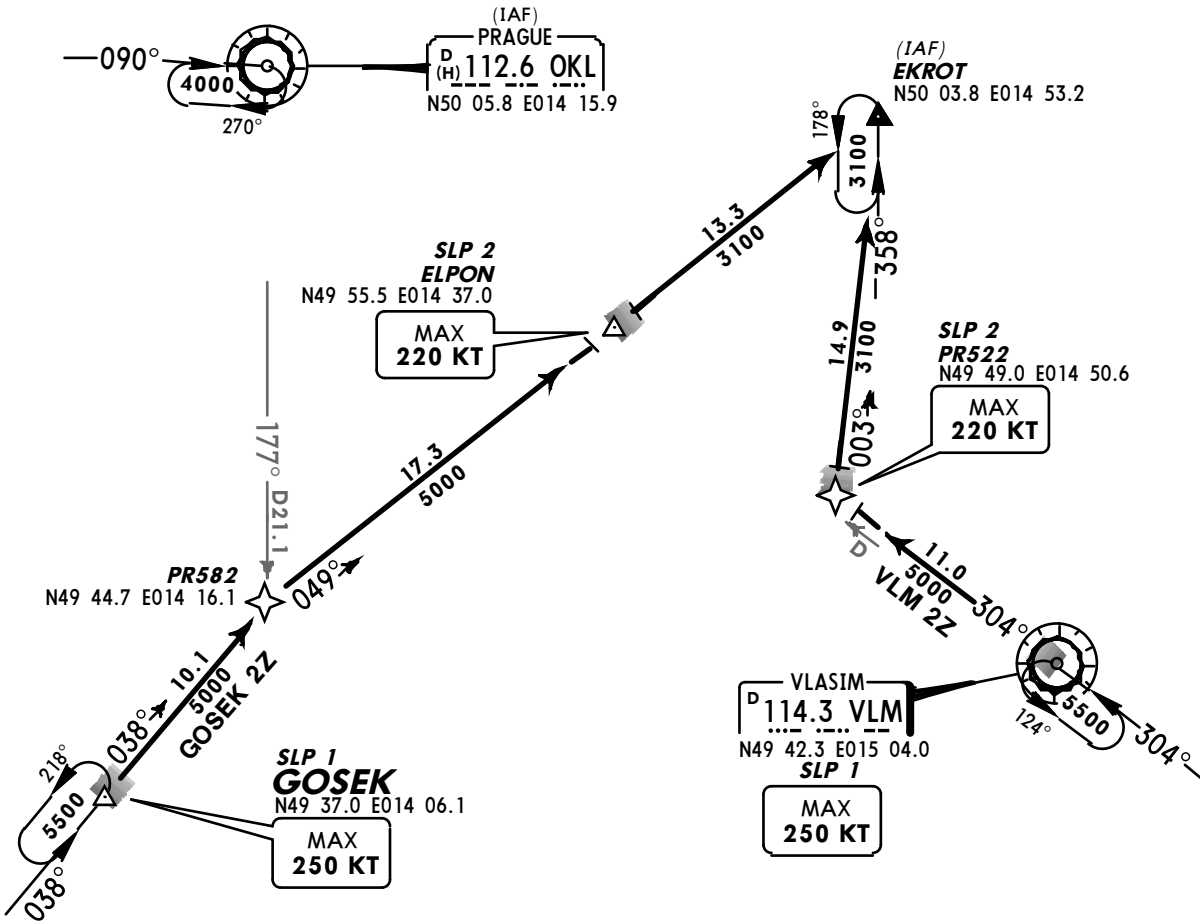 (IAF)
PRAGUE
D
(H) 112.6 OKL
N50 05.8 E014 15.9
090°
4000
270°
(IAF)
EKROT
N50 03.8 E014 53.2
178°
3100
358°
13.3
3100
SLP 2
ELPON
N49 55.5 E014 37.0
MAX
220 KT
14.9
3100
003°
SLP 2
PR522
N49 49.0 E014 50.6
MAX
220 KT
177°
D21.1
17.3
5000
049°
PR582
N49 44.7 E014 16.1
D
11.0
5000
VLM 2Z
304°
10.1
5000
GOSEK 2Z
038°
VLASIM
D 114.3 VLM
N49 42.3 E015 04.0
SLP 1
MAX
250 KT
5500
124°
304°
218°
5500
038°
SLP 1
GOSEK
N49 37.0 E014 06.1
MAX
250 KT